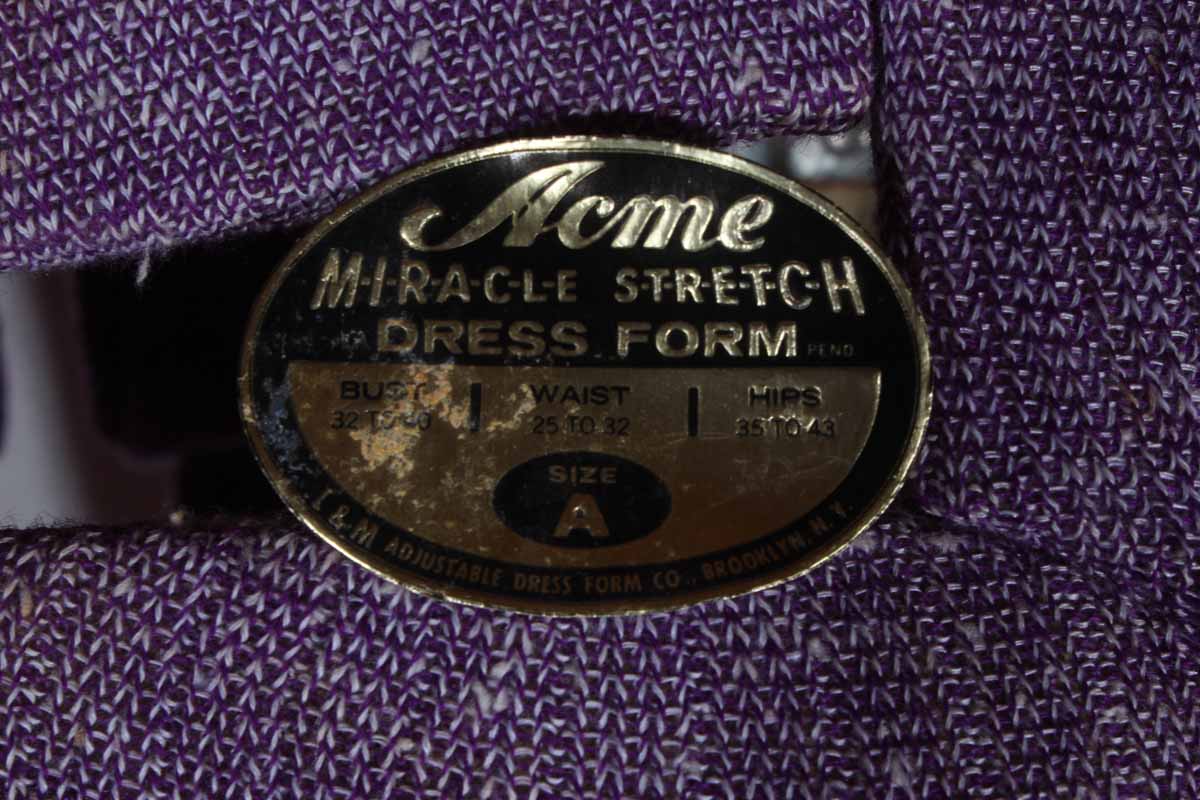 Acme
M-I-R-A-C-L-E S-T-R-E-T-C-H
DRESS FORM PEND
BUST | WAIST | HIPS
32 TO 40 25 TO 32 35 TO 43
SIZE
A
L & M ADJUSTABLE DRESS FORM CO., BROOKLYN, N.Y.